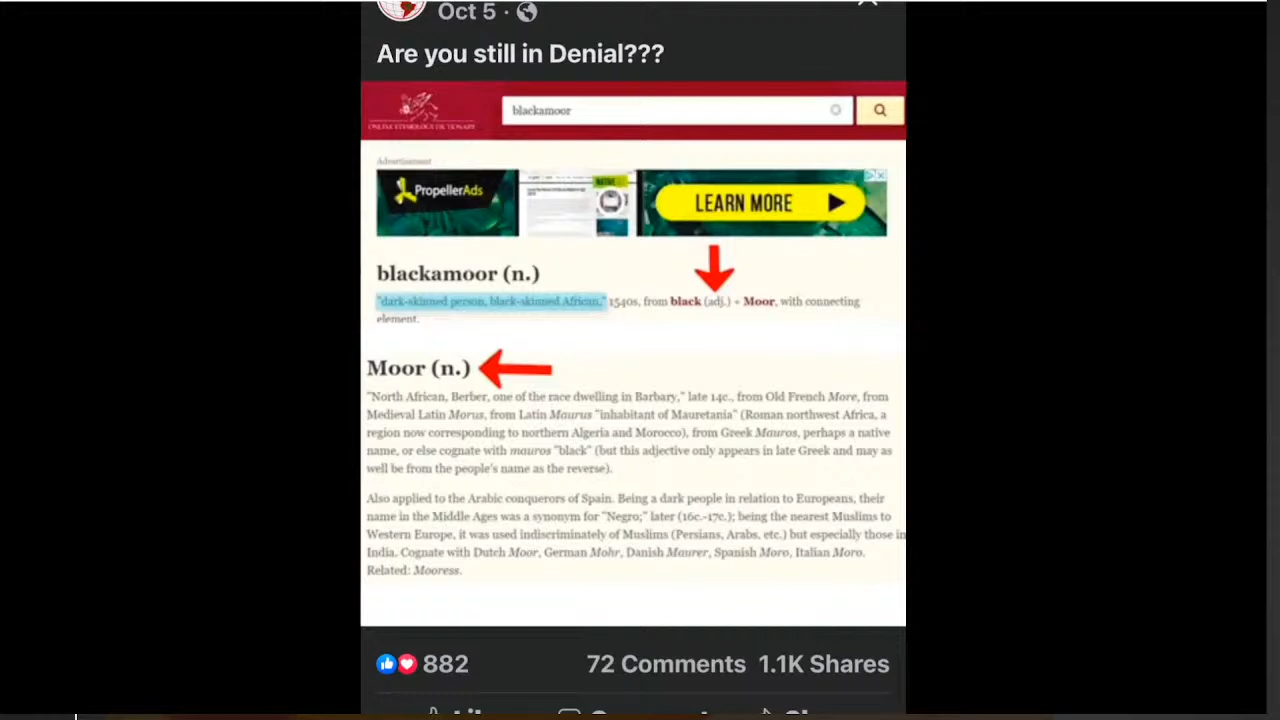 Oct 5 ·
Are you still in Denial???
ONLINE ETYMOLOGY DICTIONARY
blackamoor
Advertisement
PropellerAds
NATIVE
LEARN MORE
blackamoor (n.)
"dark-skinned person, black-skinned African," 1540s, from black (adj.) + Moor, with connecting
element.
Moor (n.)
"North African, Berber, one of the race dwelling in Barbary," late 14c., from Old French More, from
Medieval Latin Morus, from Latin Maurus "inhabitant of Mauretania" (Roman northwest Africa, a
region now corresponding to northern Algeria and Morocco), from Greek Mauros, perhaps a native
name, or else cognate with mauros "black" (but this adjective only appears in late Greek and may as
well be from the people's name as the reverse).
Also applied to the Arabic conquerors of Spain. Being a dark people in relation to Europeans, their
name in the Middle Ages was a synonym for "Negro;" later (16c.-17c.); being the nearest Muslims to
Western Europe, it was used indiscriminately of Muslims (Persians, Arabs, etc.) but especially those in
India. Cognate with Dutch Moor, German Mohr, Danish Maurer, Spanish Moro, Italian Moro.
Related: Mooress.
882
72 Comments 1.1K Shares